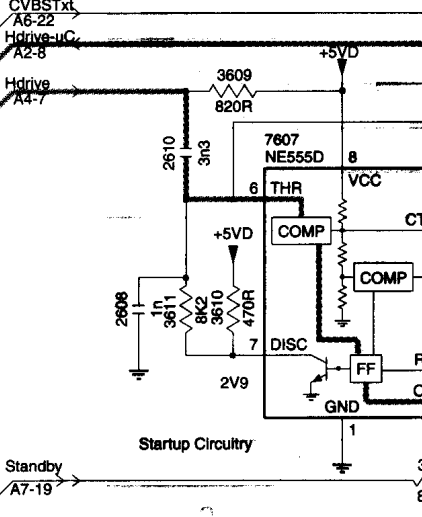 CVBSTxt
A6-22
Hdrive-uC
A2-8
+5VD
Hdrive
A4-7
3609
820R
2610
3n3
7607
NE555D
8
VCC
6
THR
COMP
CT
+5VD
COMP
2608
1n
3611
8K2
3610
470R
7
DISC
FF
R
2V9
GND
1
Startup Circuitry
Standby
A7-19